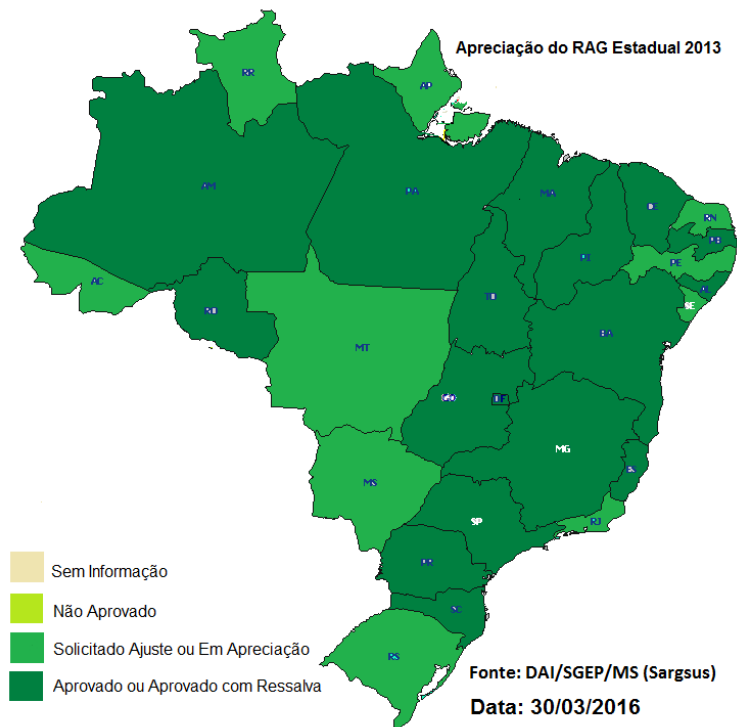 Apreciação do RAG Estadual 2013
RR
AP
AM
PA
MA
CE
RN
PB
PI
PE
AL
AC
TO
SE
RO
BA
MT
GO
DF
MG
MS
ES
SP
RJ
PR
SC
RS
Sem Informação
Não Aprovado
Solicitado Ajuste ou Em Apreciação
Aprovado ou Aprovado com Ressalva
Fonte: DAI/SGEP/MS (Sargsus)
Data: 30/03/2016